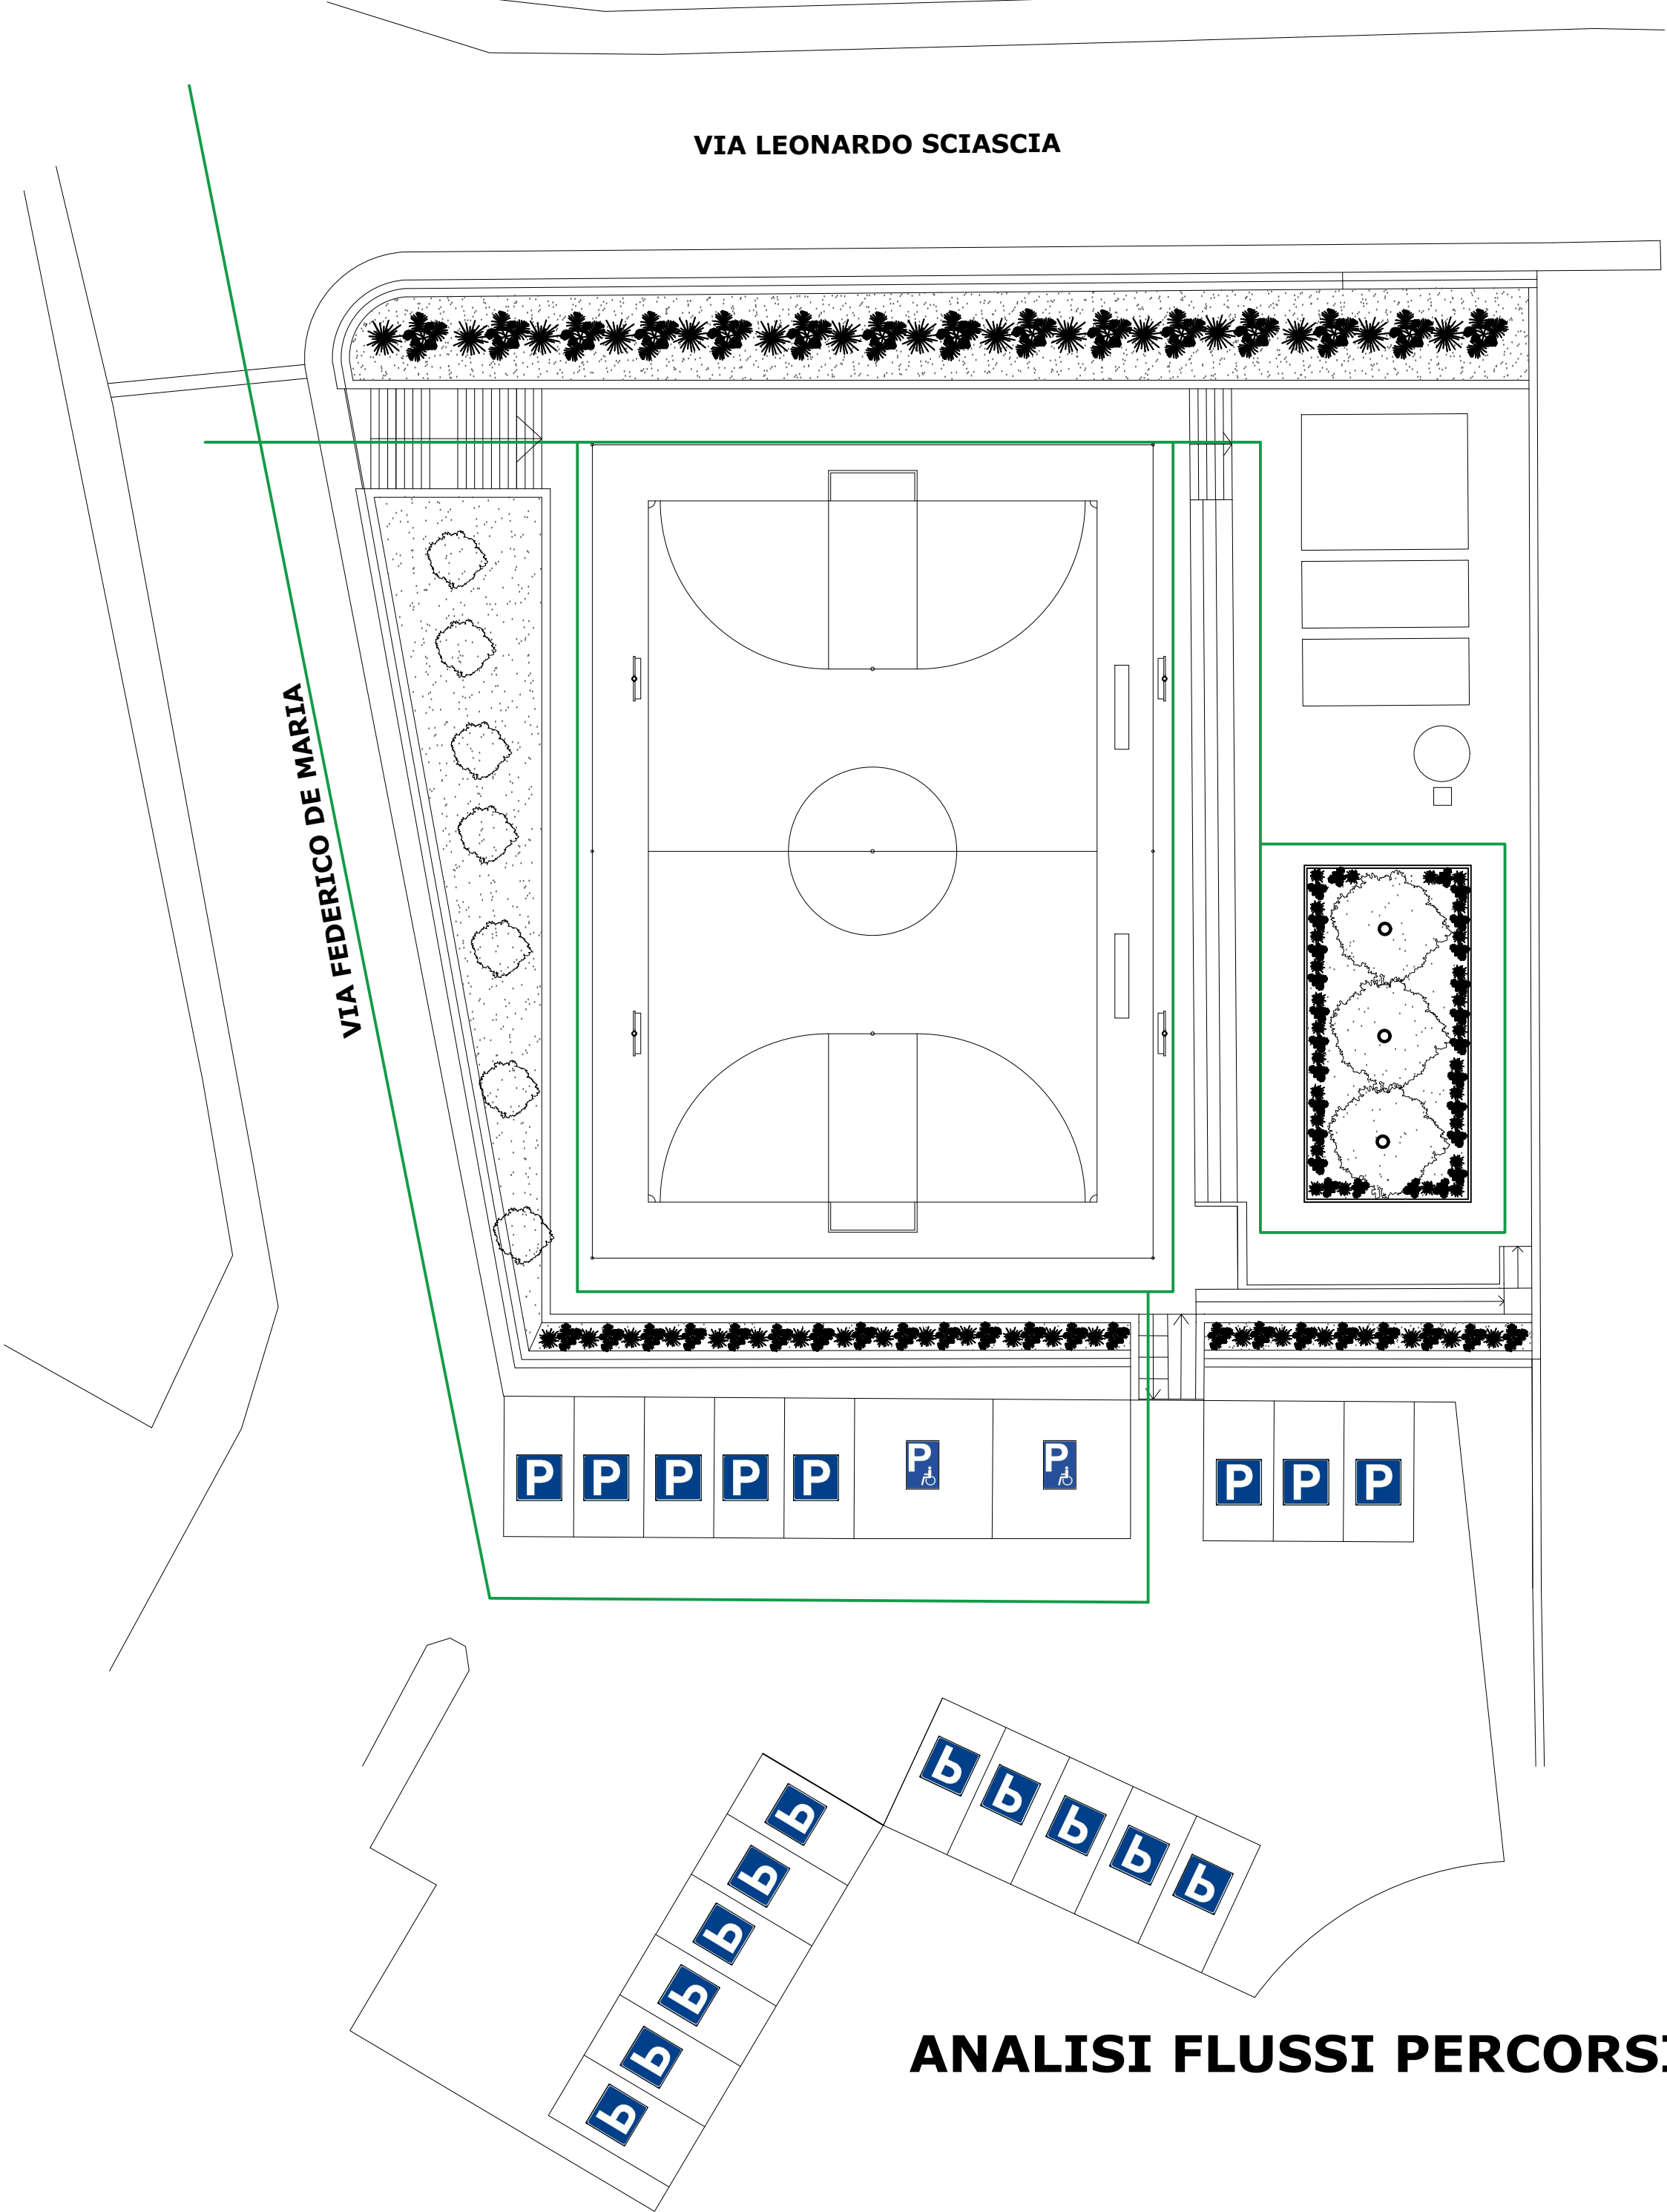 VIA LEONARDO SCIASCIA
VIA FEDERICO DE MARIA
P P P P P P P P P P
P P P P P
P P P P P P
ANALISI FLUSSI PERCORSI